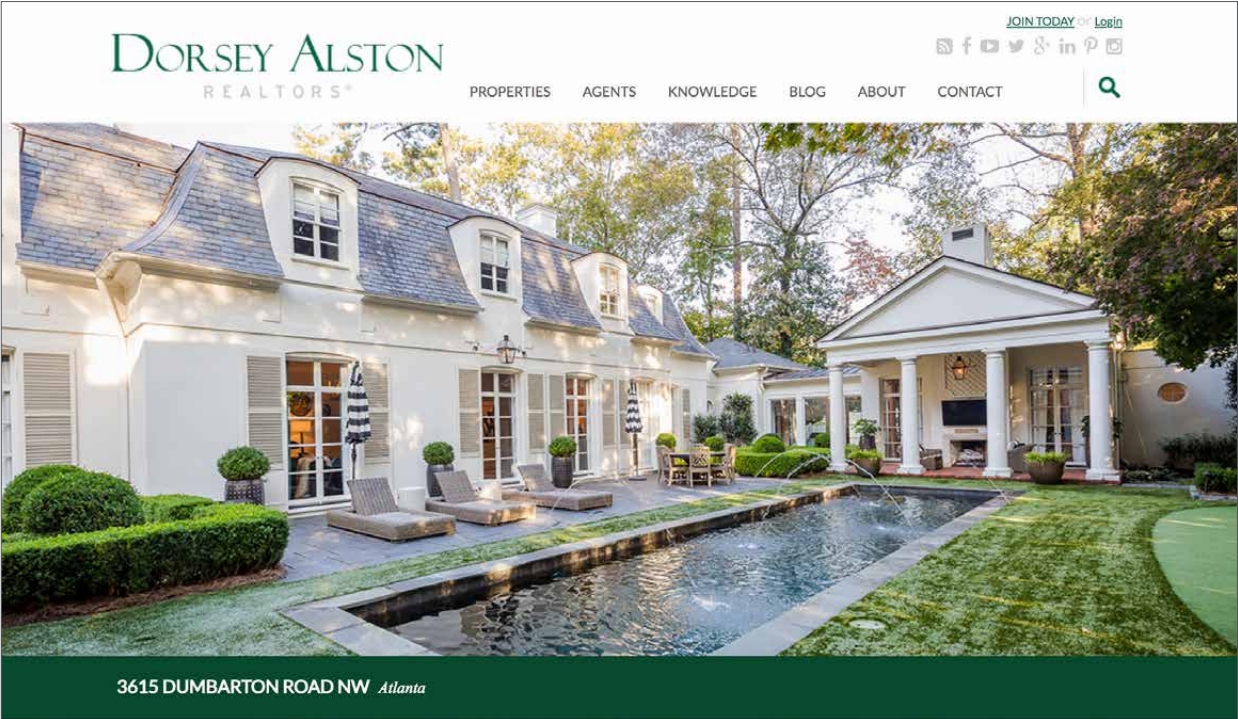 JOIN TODAY or Login
DORSEY ALSTON
REALTORS®
PROPERTIES AGENTS KNOWLEDGE BLOG ABOUT CONTACT
3615 DUMBARTON ROAD NW Atlanta